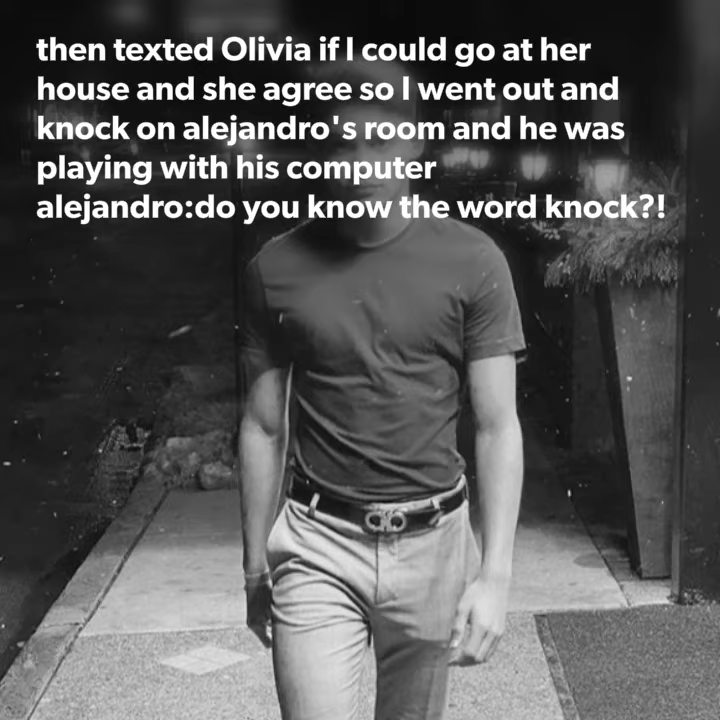 then texted Olivia if I could go at her
house and she agree so I went out and
knock on alejandro's room and he was
playing with his computer
alejandro:do you know the word knock?!